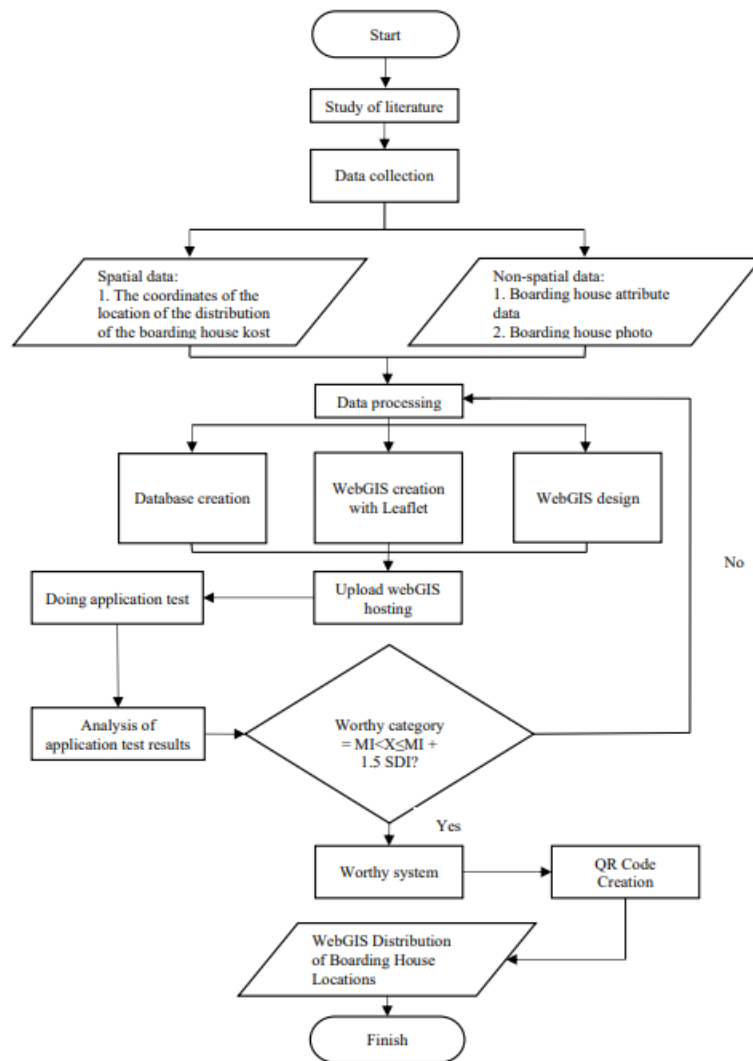 Start
Study of literature
Data collection
Spatial data:
1. The coordinates of the
location of the distribution
of the boarding house kost
Non-spatial data:
1. Boarding house attribute
data
2. Boarding house photo
Data processing
Database creation
WebGIS creation
with Leaflet
WebGIS design
No
Upload webGIS
hosting
Doing application test
Analysis of
application test results
Worthy category
= MI<X≤MI +
1.5 SDI?
Yes
Worthy system
QR Code
Creation
WebGIS Distribution
of Boarding House
Locations
Finish